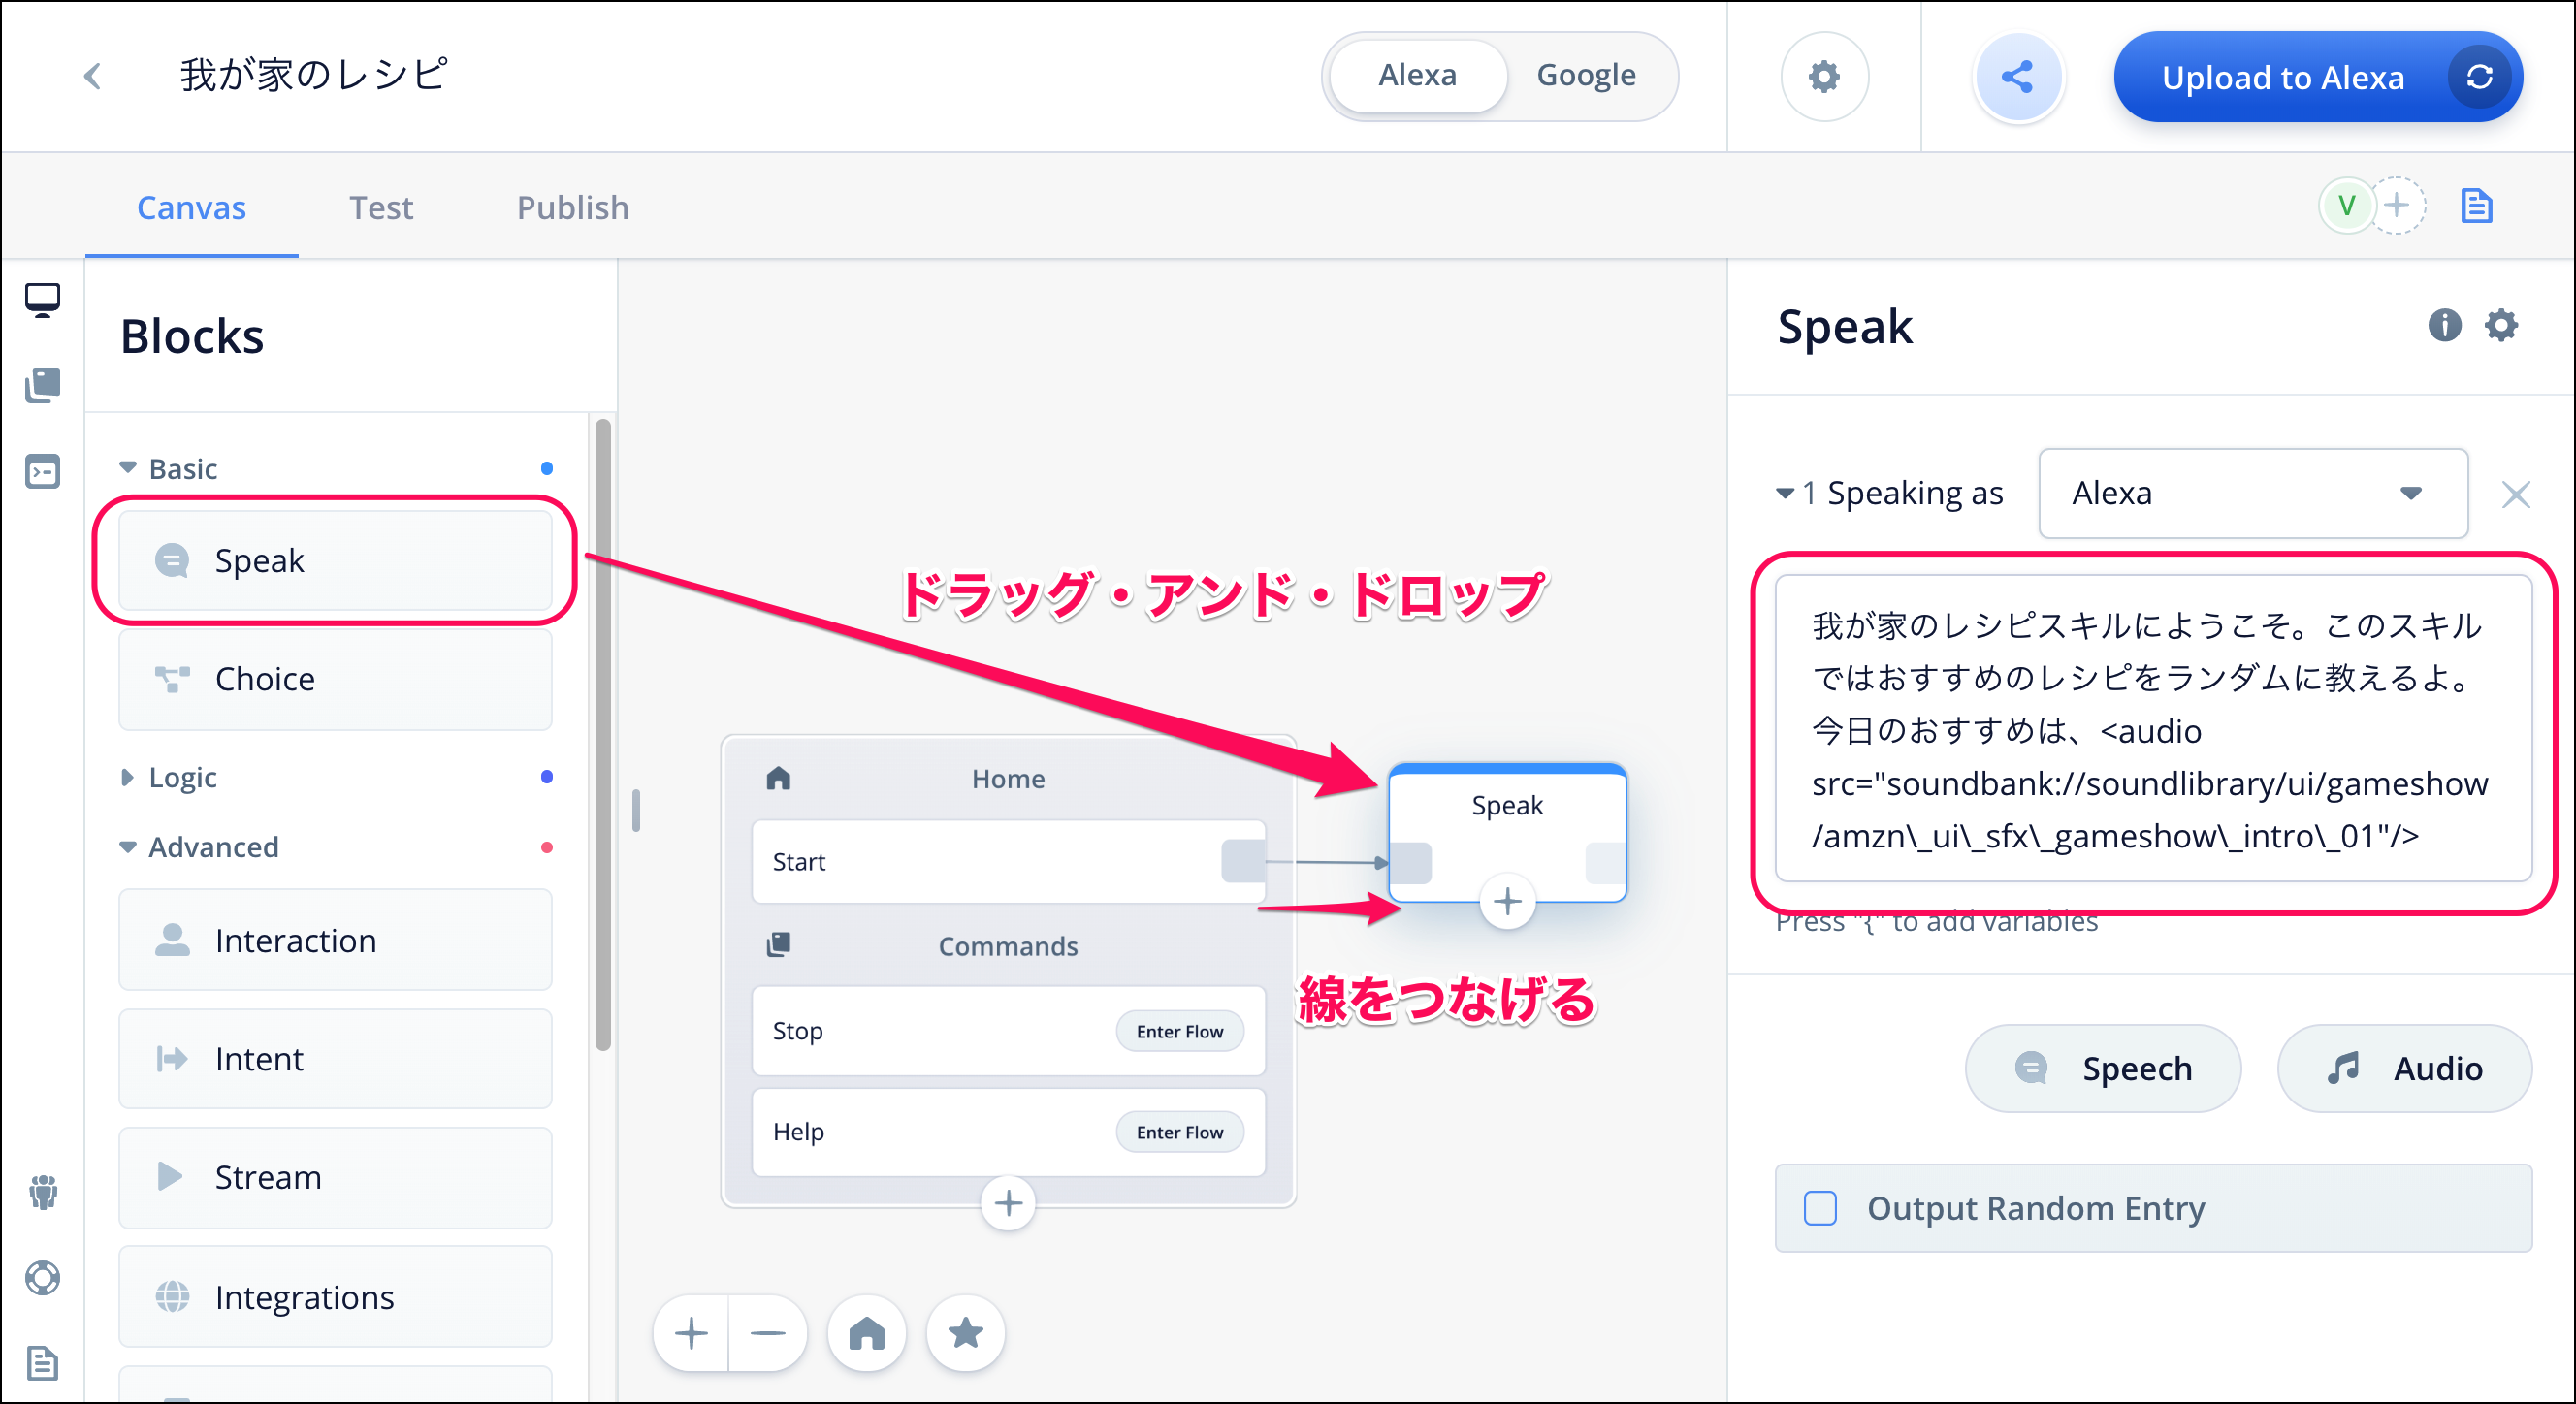 我が家のレシピ
Alexa
Google
Upload to Alexa
Canvas
Test
Publish
V
Blocks
Basic
Speak
Choice
Logic
Advanced
Interaction
Intent
Stream
Integrations
ドラッグ・アンド・ドロップ
Home
Start
Commands
Stop
Enter Flow
Help
Enter Flow
Speak
線をつなげる
Speak
1 Speaking as
Alexa
我が家のレシピスキルにようこそ。このスキル
ではおすすめのレシピをランダムに教えるよ。
今日のおすすめは、<audio
src="soundbank://soundlibrary/ui/gameshow
/amzn\_ui\_sfx\_gameshow\_intro\_01"/>
Press "{" to add variables
Speech
Audio
Output Random Entry